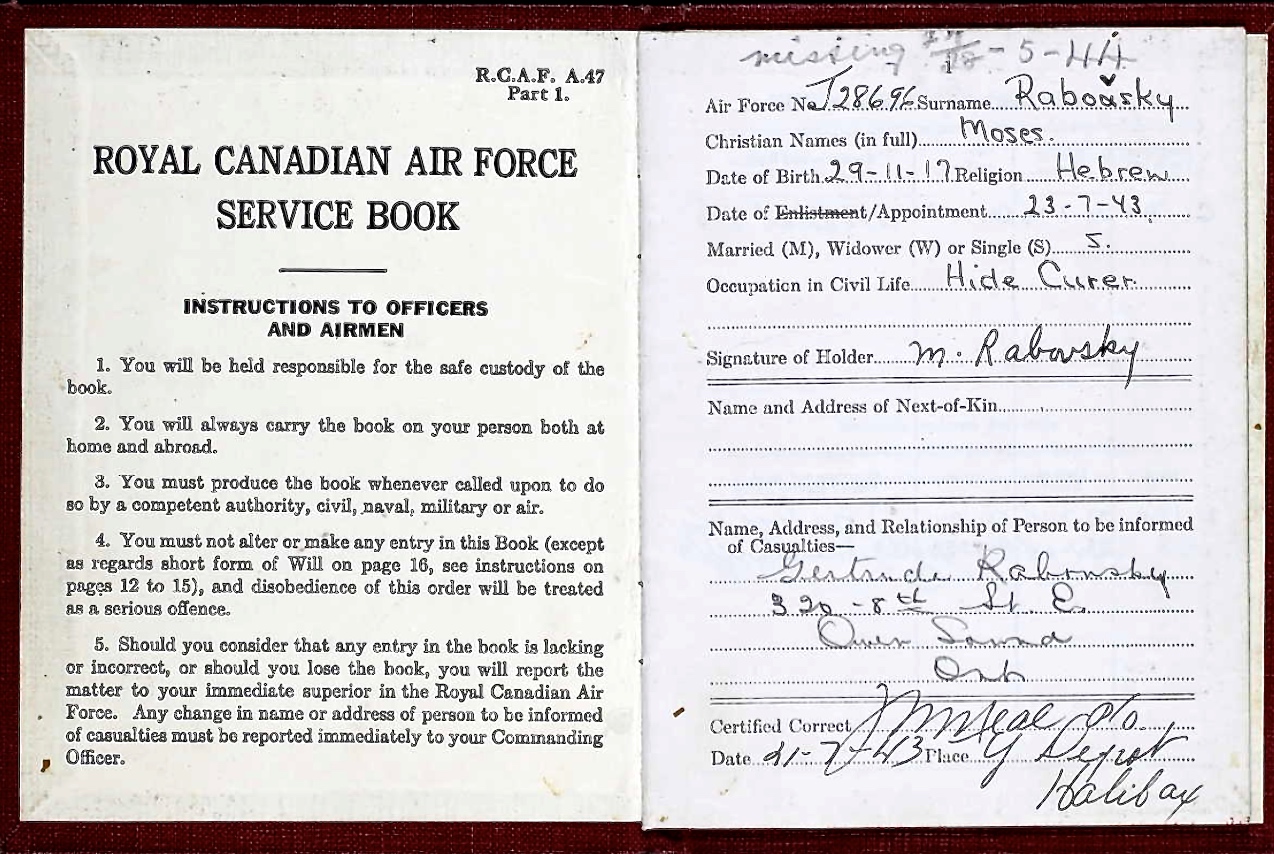 R.C.A.F. A.47
Part 1.
ROYAL CANADIAN AIR FORCE
SERVICE BOOK
INSTRUCTIONS TO OFFICERS
AND AIRMEN
1. You will be held responsible for the safe custody of the
book.
2. You will always carry the book on your person both at
home and abroad.
3. You must produce the book whenever called upon to do
so by a competent authority, civil, naval, military or air.
4. You must not alter or make any entry in this Book (except
as regards short form of Will on page 16, see instructions on
pages 12 to 15), and disobedience of this order will be treated
as a serious offence.
5. Should you consider that any entry in the book is lacking
or incorrect, or should you lose the book, you will report the
matter to your immediate superior in the Royal Canadian Air
Force. Any change in name or address of person to be informed
of casualties must be reported immediately to your Commanding
Officer.
missing - 5-44
1
Air Force No J28696 Surname Rabovsky
Christian Names (in full) Moses.
Date of Birth 29-11-17 Religion Hebrew
Date of Enlistment/Appointment 23-7-43
Married (M), Widower (W) or Single (S) S.
Occupation in Civil Life Hide Curer
Signature of Holder M. Rabovsky
Name and Address of Next-of-Kin
Name, Address, and Relationship of Person to be informed
of Casualties—
Gertrude Rabovsky
320-8th St E.
Owen Sound
Ont
Certified Correct
Date 21-7-43 Place Y Depot
Halifax